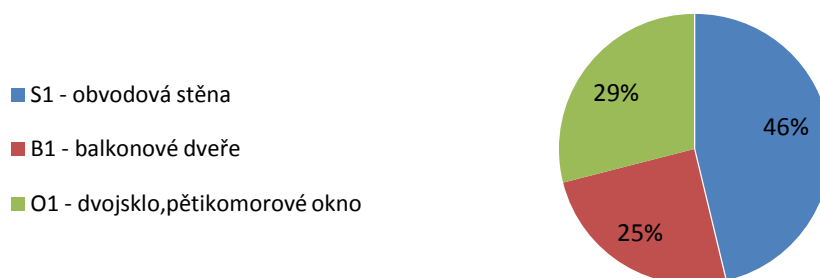 S1 - obvodová stěna
B1 - balkonové dveře
O1 - dvojsklo,pětikomorové okno
29%
46%
25%